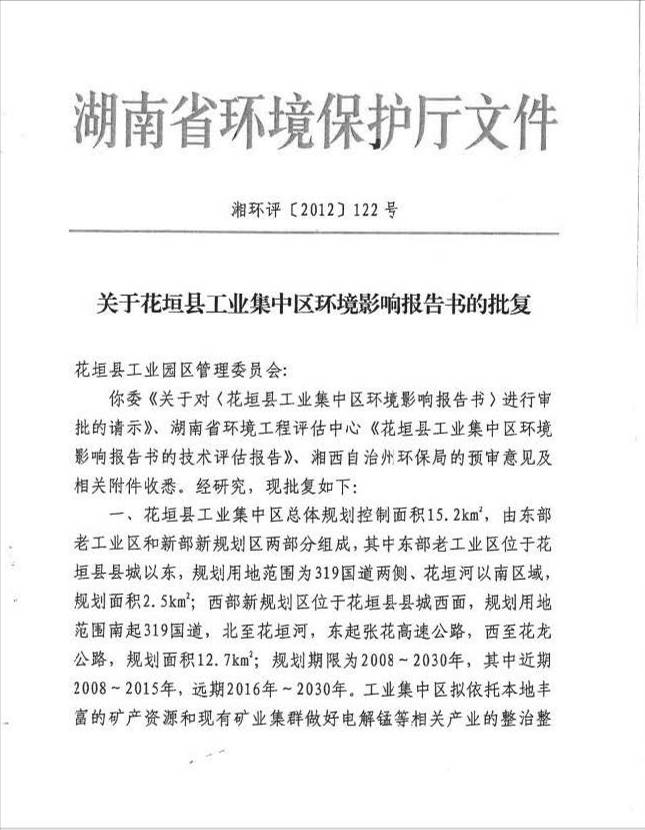 湖南省环境保护厅文件
湘环评〔2012〕122号
关于花垣县工业集中区环境影响报告书的批复
花垣县工业园区管理委员会:
你委《关于对〈花垣县工业集中区环境影响报告书〉进行审
批的请示》、湖南省环境工程评估中心《花垣县工业集中区环境
影响报告书的技术评估报告》、湘西自治州环保局的预审意见及
相关附件收悉。经研究，现批复如下:
一、花垣县工业集中区总体规划控制面积15.2km²，由东部
老工业区和新部新规划区两部分组成，其中东部老工业区位于花
垣县县城以东，规划用地范围为319国道两侧、花垣河以南区域，
规划面积2.5km²；西部新规划区位于花垣县县城西面，规划用地
范围南起319国道，北至花垣河，东起张花高速公路，西至花龙
公路，规划面积12.7km²；规划期限为2008～2030年，其中近期
2008～2015年，远期2016年～2030年。工业集中区拟依托本地丰
富的矿产资源和现有矿业集群做好电解锰等相关产业的整治整